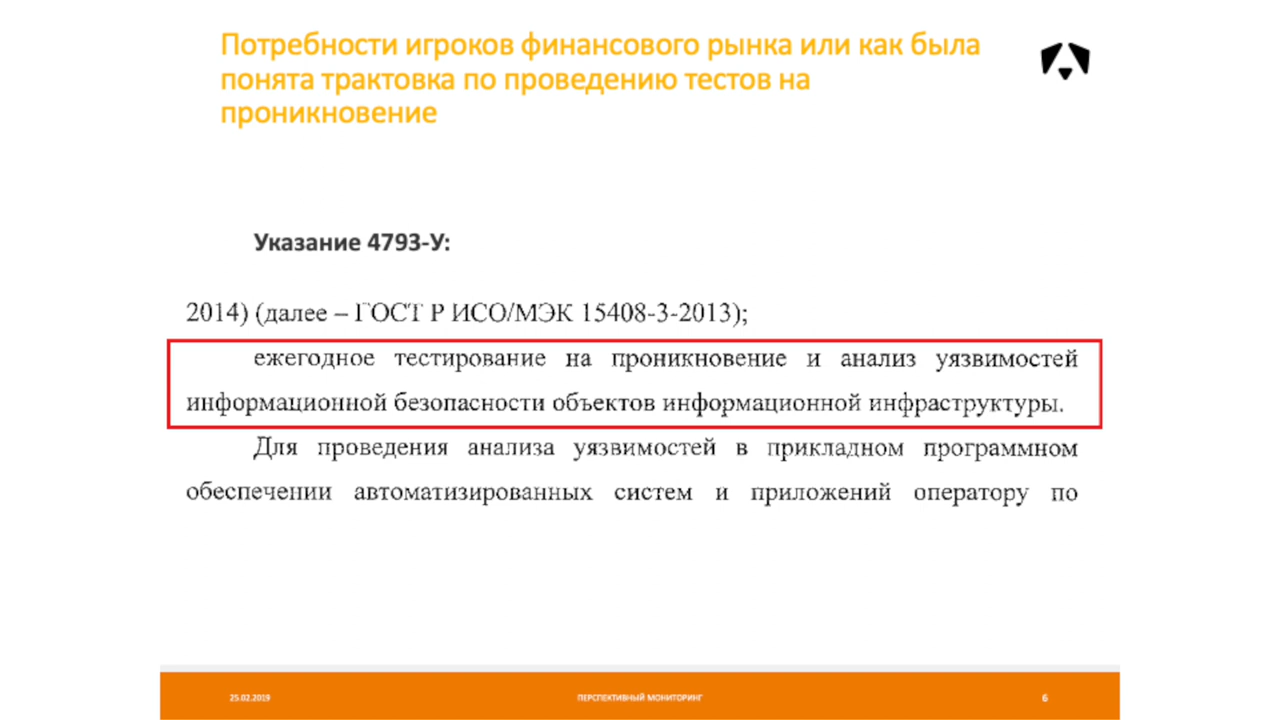 Потребности игроков финансового рынка или как была
понята трактовка по проведению тестов на
проникновение
Указание 4793-У:
2014) (далее – ГОСТ Р ИСО/МЭК 15408-3-2013);
ежегодное тестирование на проникновение и анализ уязвимостей
информационной безопасности объектов информационной инфраструктуры.
Для проведения анализа уязвимостей в прикладном программном
обеспечении автоматизированных систем и приложений оператору по
25.02.2019
ПЕРСПЕКТИВНЫЙ МОНИТОРИНГ
6